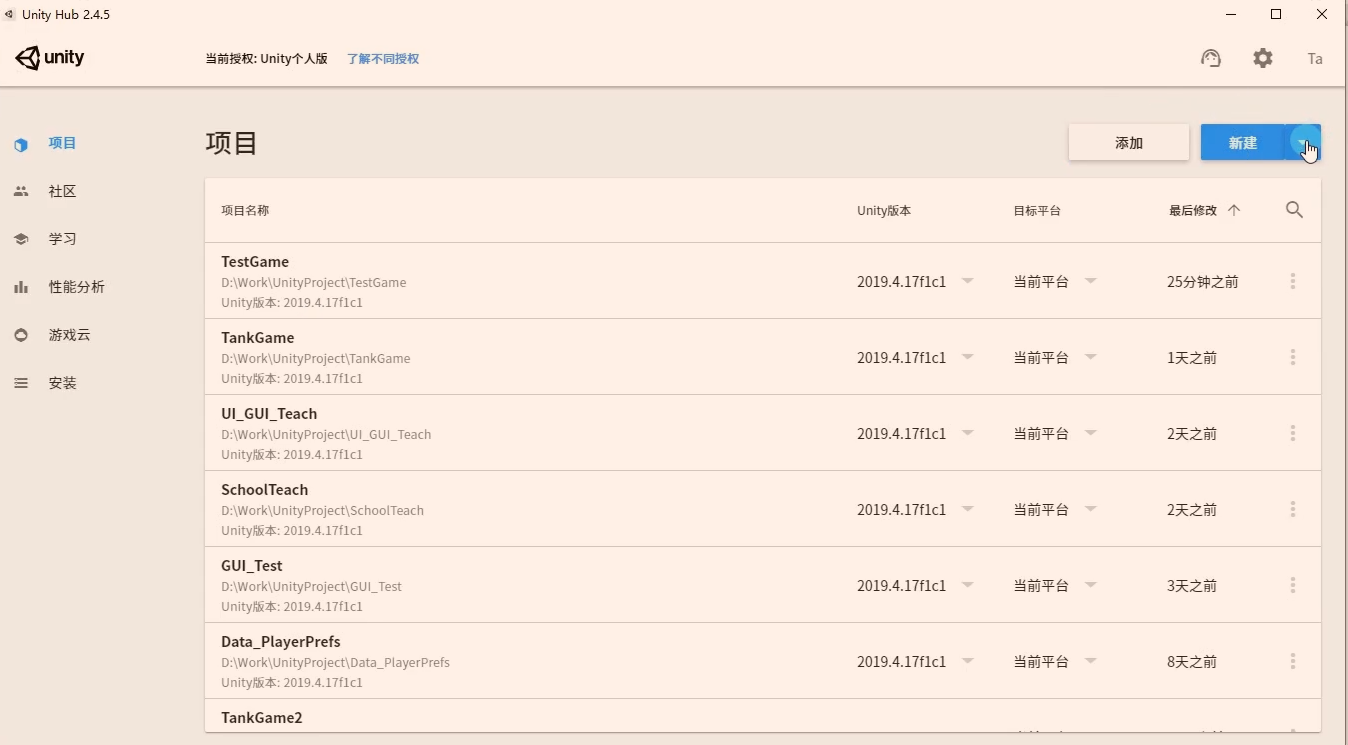 Unity Hub 2.4.5
unity
当前授权: Unity个人版 了解不同授权
Ta
项目
社区
学习
性能分析
游戏云
安装
项目
添加
新建
项目名称 Unity版本 目标平台 最后修改
TestGame
D:\Work\UnityProject\TestGame
Unity版本: 2019.4.17f1c1
2019.4.17f1c1 当前平台 25分钟之前
TankGame
D:\Work\UnityProject\TankGame
Unity版本: 2019.4.17f1c1
2019.4.17f1c1 当前平台 1天之前
UI_GUI_Teach
D:\Work\UnityProject\UI_GUI_Teach
Unity版本: 2019.4.17f1c1
2019.4.17f1c1 当前平台 2天之前
SchoolTeach
D:\Work\UnityProject\SchoolTeach
Unity版本: 2019.4.17f1c1
2019.4.17f1c1 当前平台 2天之前
GUI_Test
D:\Work\UnityProject\GUI_Test
Unity版本: 2019.4.17f1c1
2019.4.17f1c1 当前平台 3天之前
Data_PlayerPrefs
D:\Work\UnityProject\Data_PlayerPrefs
Unity版本: 2019.4.17f1c1
2019.4.17f1c1 当前平台 8天之前
TankGame2